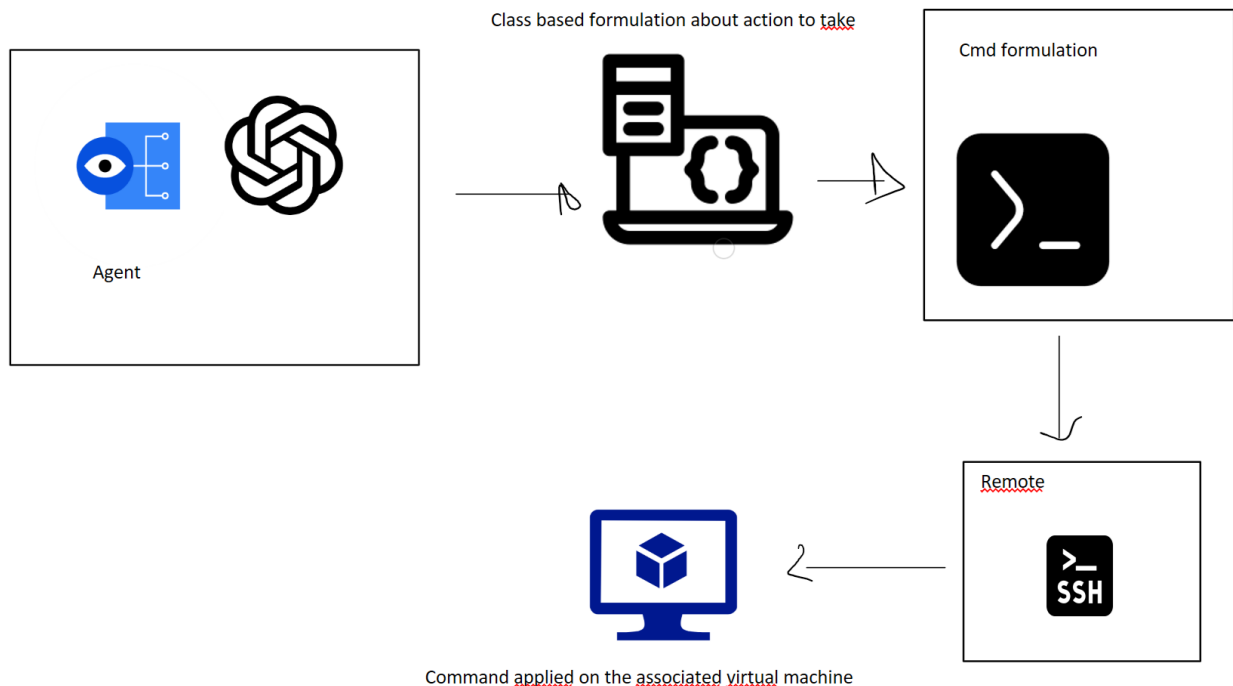 Class based formulation about action to take
Cmd formulation
Agent
Remote
>_
SSH
Command applied on the associated virtual machine